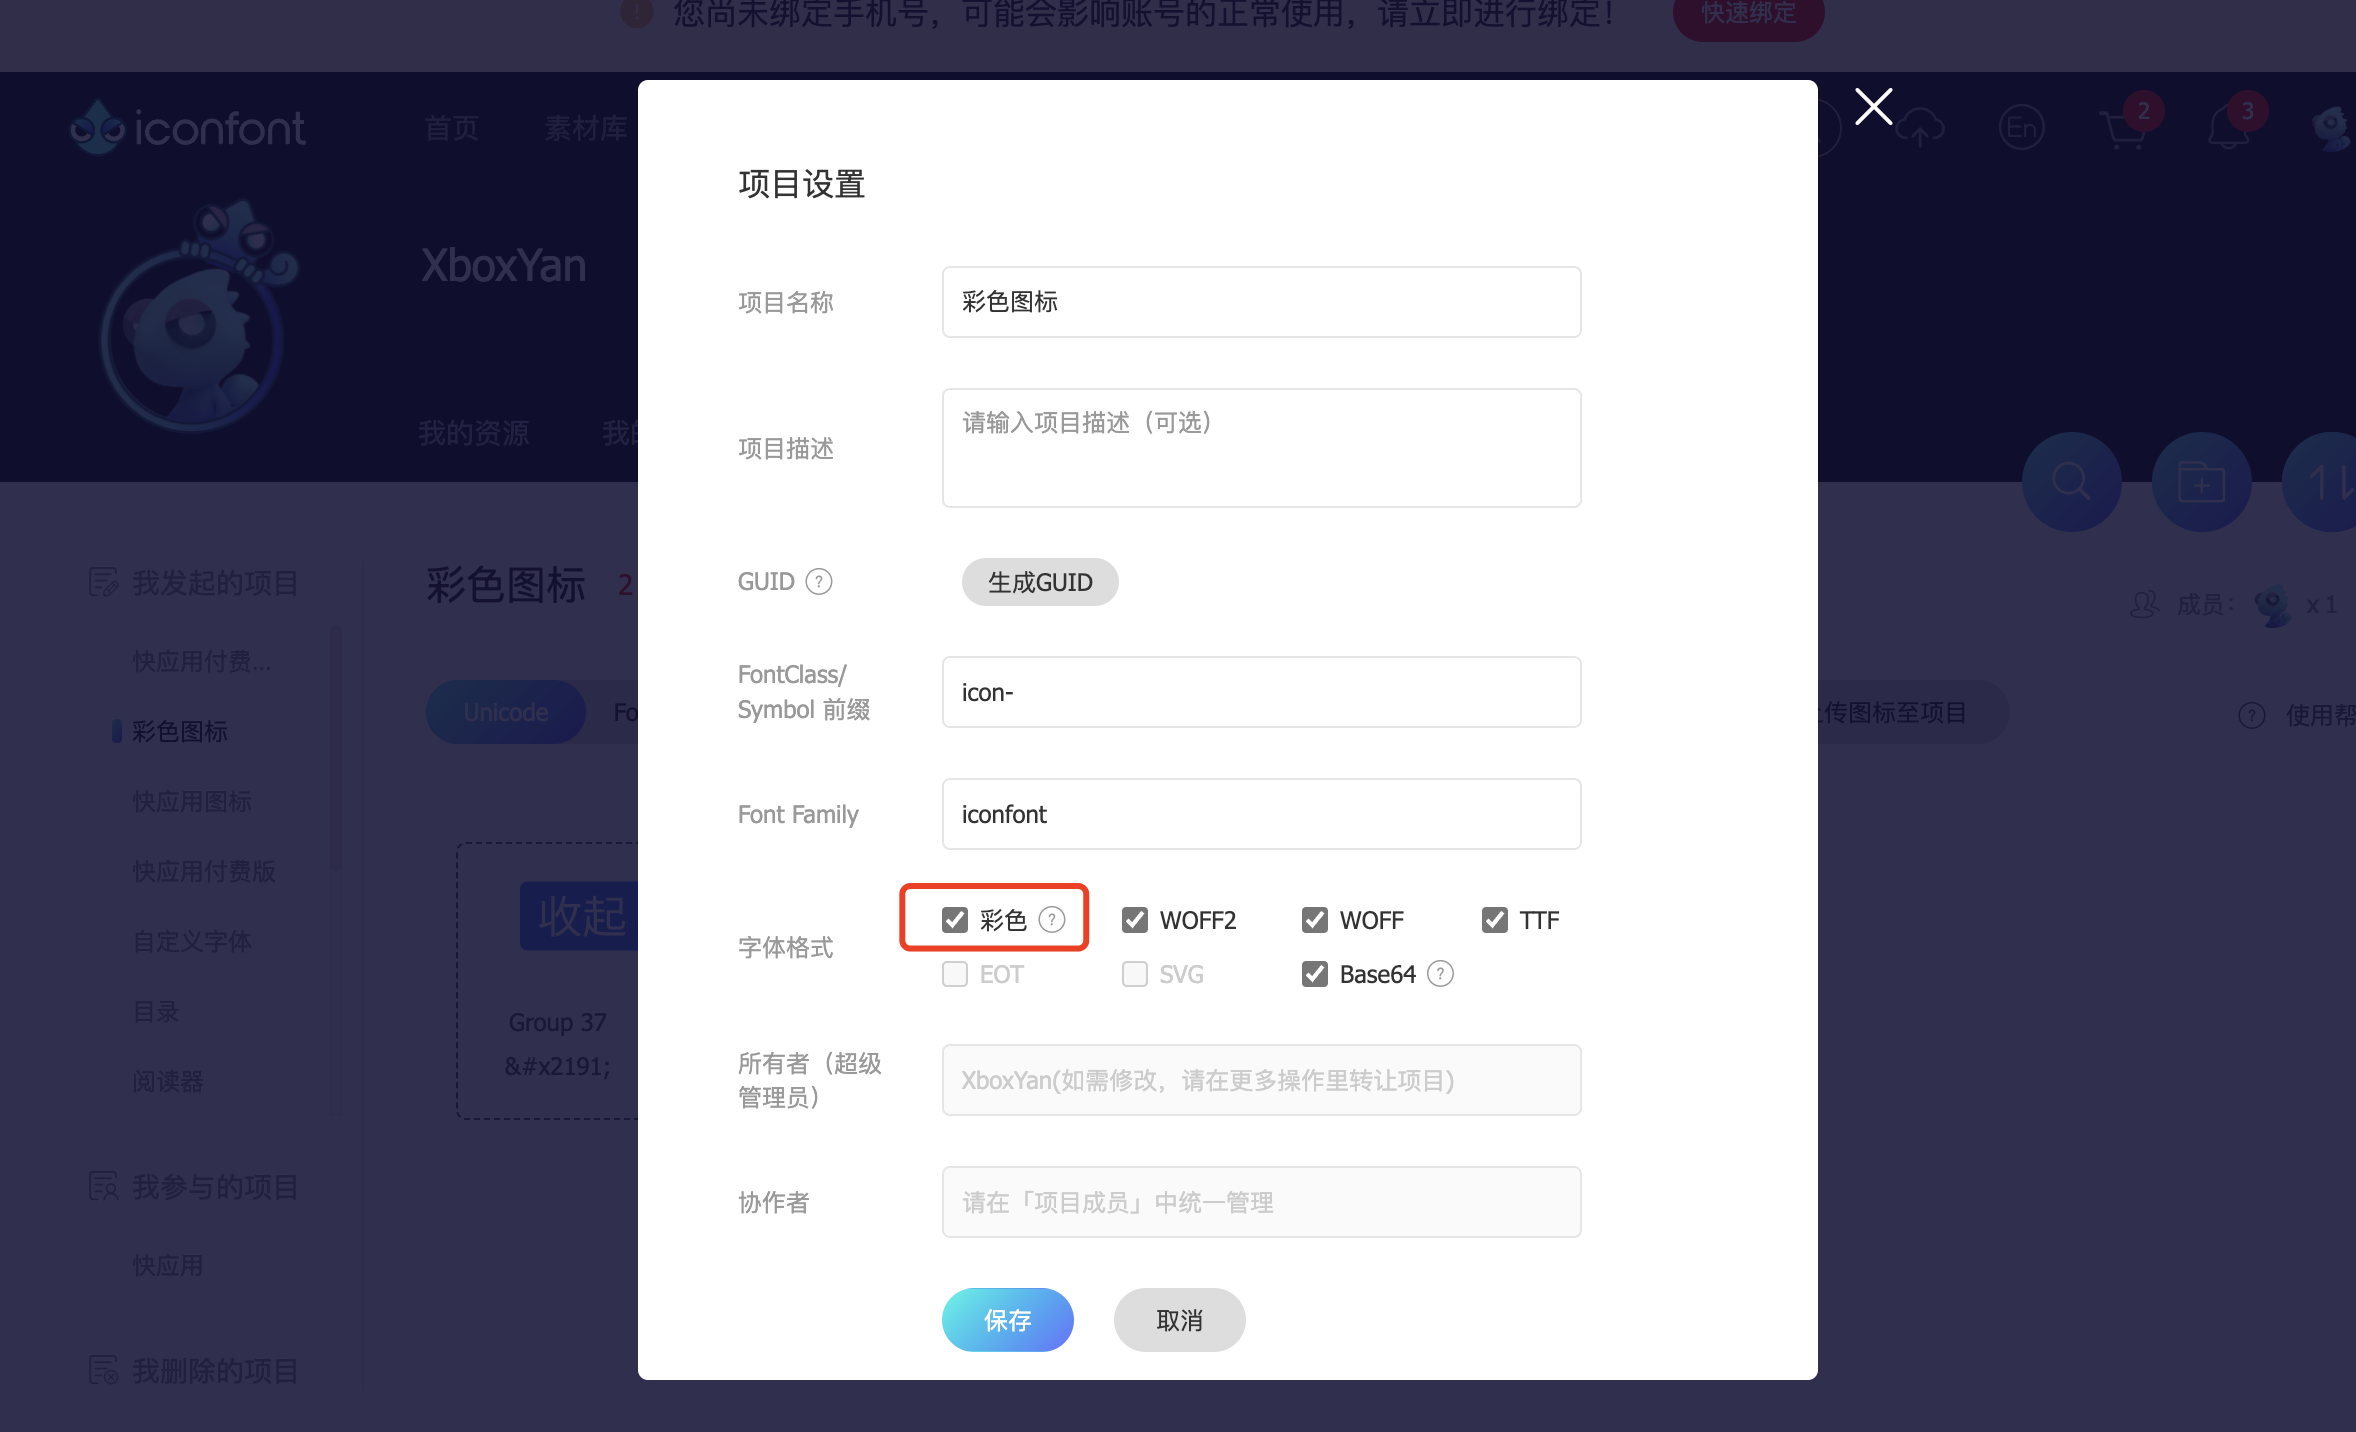 您尚未绑定手机号，可能会影响账号的正常使用，请立即进行绑定！
快速绑定
iconfont
首页
素材库
En
2
3
XboxYan
我的资源
我的
项目设置
项目名称
彩色图标
项目描述
请输入项目描述（可选）
GUID ?
生成GUID
FontClass/
Symbol 前缀
icon-
Font Family
iconfont
字体格式
彩色 ?
WOFF2
WOFF
TTF
EOT
SVG
Base64 ?
所有者（超级
管理员）
XboxYan(如需修改，请在更多操作里转让项目)
协作者
请在「项目成员」中统一管理
保存
取消
我发起的项目
快应用付费...
彩色图标
快应用图标
快应用付费版
自定义字体
目录
阅读器
我参与的项目
快应用
我删除的项目
彩色图标
2
成员：
x 1
Unicode
Fo
上传图标至项目
? 使用帮
收起
Group 37
&#x2191;